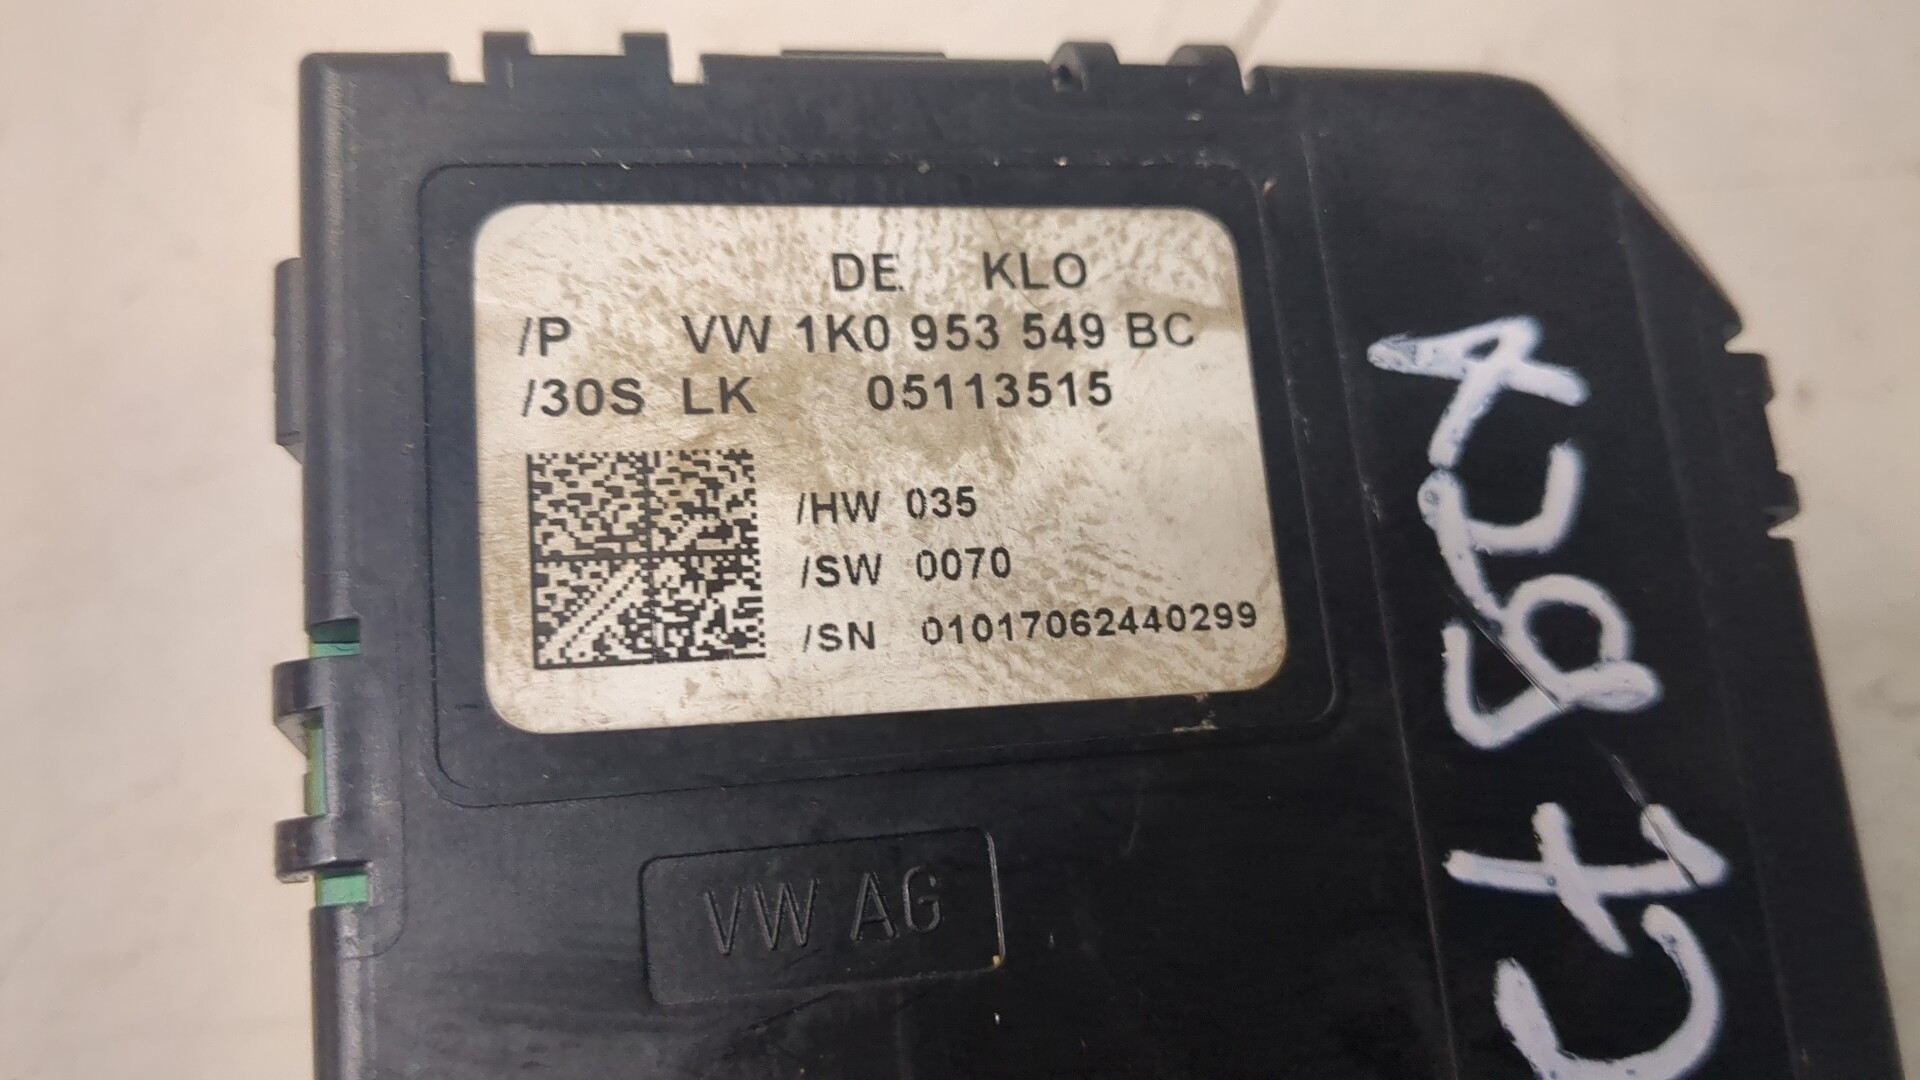 DE. KLO
/P VW 1K0 953 549 BC
/30S LK 05113515
/HW 035
/SW 0070
/SN 01017062440299
VW AG